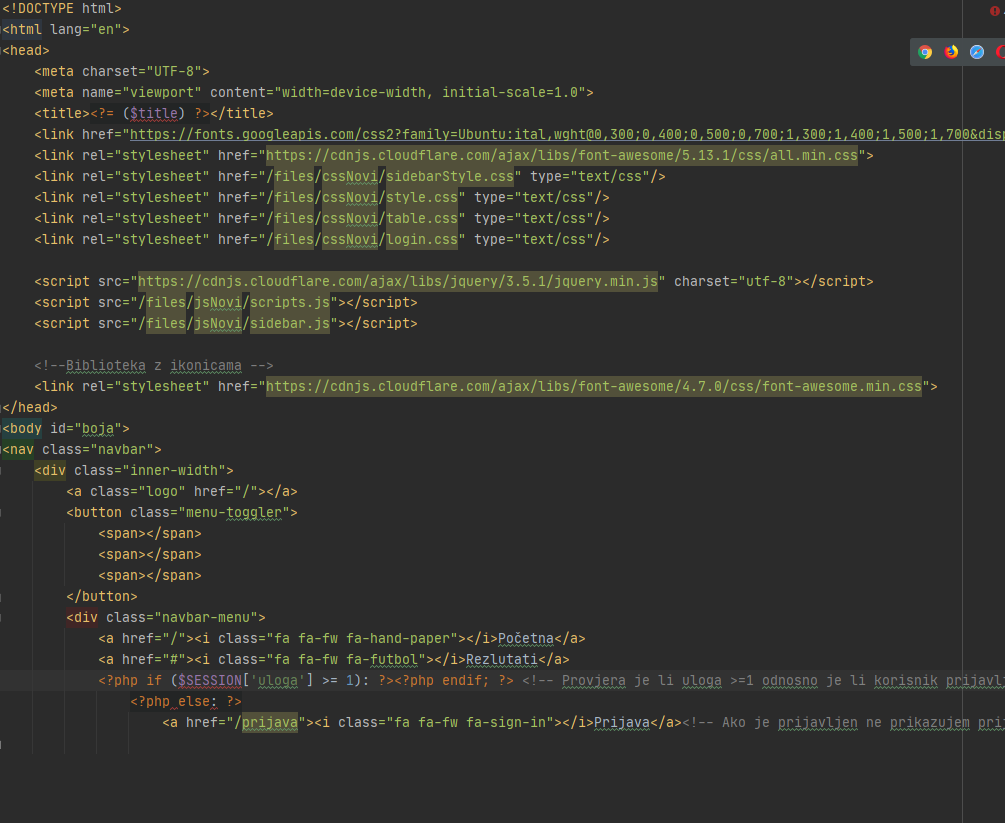 <!DOCTYPE html>
<html lang="en">
<head>
    <meta charset="UTF-8">
    <meta name="viewport" content="width=device-width, initial-scale=1.0">
    <title><?= ($title) ?></title>
    <link href="https://fonts.googleapis.com/css2?family=Ubuntu:ital,wght@0,300;0,400;0,500;0,700;1,300;1,400;1,500;1,700&disp
    <link rel="stylesheet" href="https://cdnjs.cloudflare.com/ajax/libs/font-awesome/5.13.1/css/all.min.css">
    <link rel="stylesheet" href="/files/cssNovi/sidebarStyle.css" type="text/css"/>
    <link rel="stylesheet" href="/files/cssNovi/style.css" type="text/css"/>
    <link rel="stylesheet" href="/files/cssNovi/table.css" type="text/css"/>
    <link rel="stylesheet" href="/files/cssNovi/login.css" type="text/css"/>

    <script src="https://cdnjs.cloudflare.com/ajax/libs/jquery/3.5.1/jquery.min.js" charset="utf-8"></script>
    <script src="/files/jsNovi/scripts.js"></script>
    <script src="/files/jsNovi/sidebar.js"></script>

    <!--Biblioteka z ikonicama -->
    <link rel="stylesheet" href="https://cdnjs.cloudflare.com/ajax/libs/font-awesome/4.7.0/css/font-awesome.min.css">
</head>
<body id="boja">
<nav class="navbar">
    <div class="inner-width">
        <a class="logo" href="/"></a>
        <button class="menu-toggler">
            <span></span>
            <span></span>
            <span></span>
        </button>
        <div class="navbar-menu">
            <a href="/"><i class="fa fa-fw fa-hand-paper"></i>Početna</a>
            <a href="#"><i class="fa fa-fw fa-futbol"></i>Rezlutati</a>
            <?php if ($SESSION['uloga'] >= 1): ?><?php endif; ?> <!-- Provjera je li uloga >=1 odnosno je li korisnik prijavlj
                <?php else: ?>
                    <a href="/prijava"><i class="fa fa-fw fa-sign-in"></i>Prijava</a><!-- Ako je prijavljen ne prikazujem pri